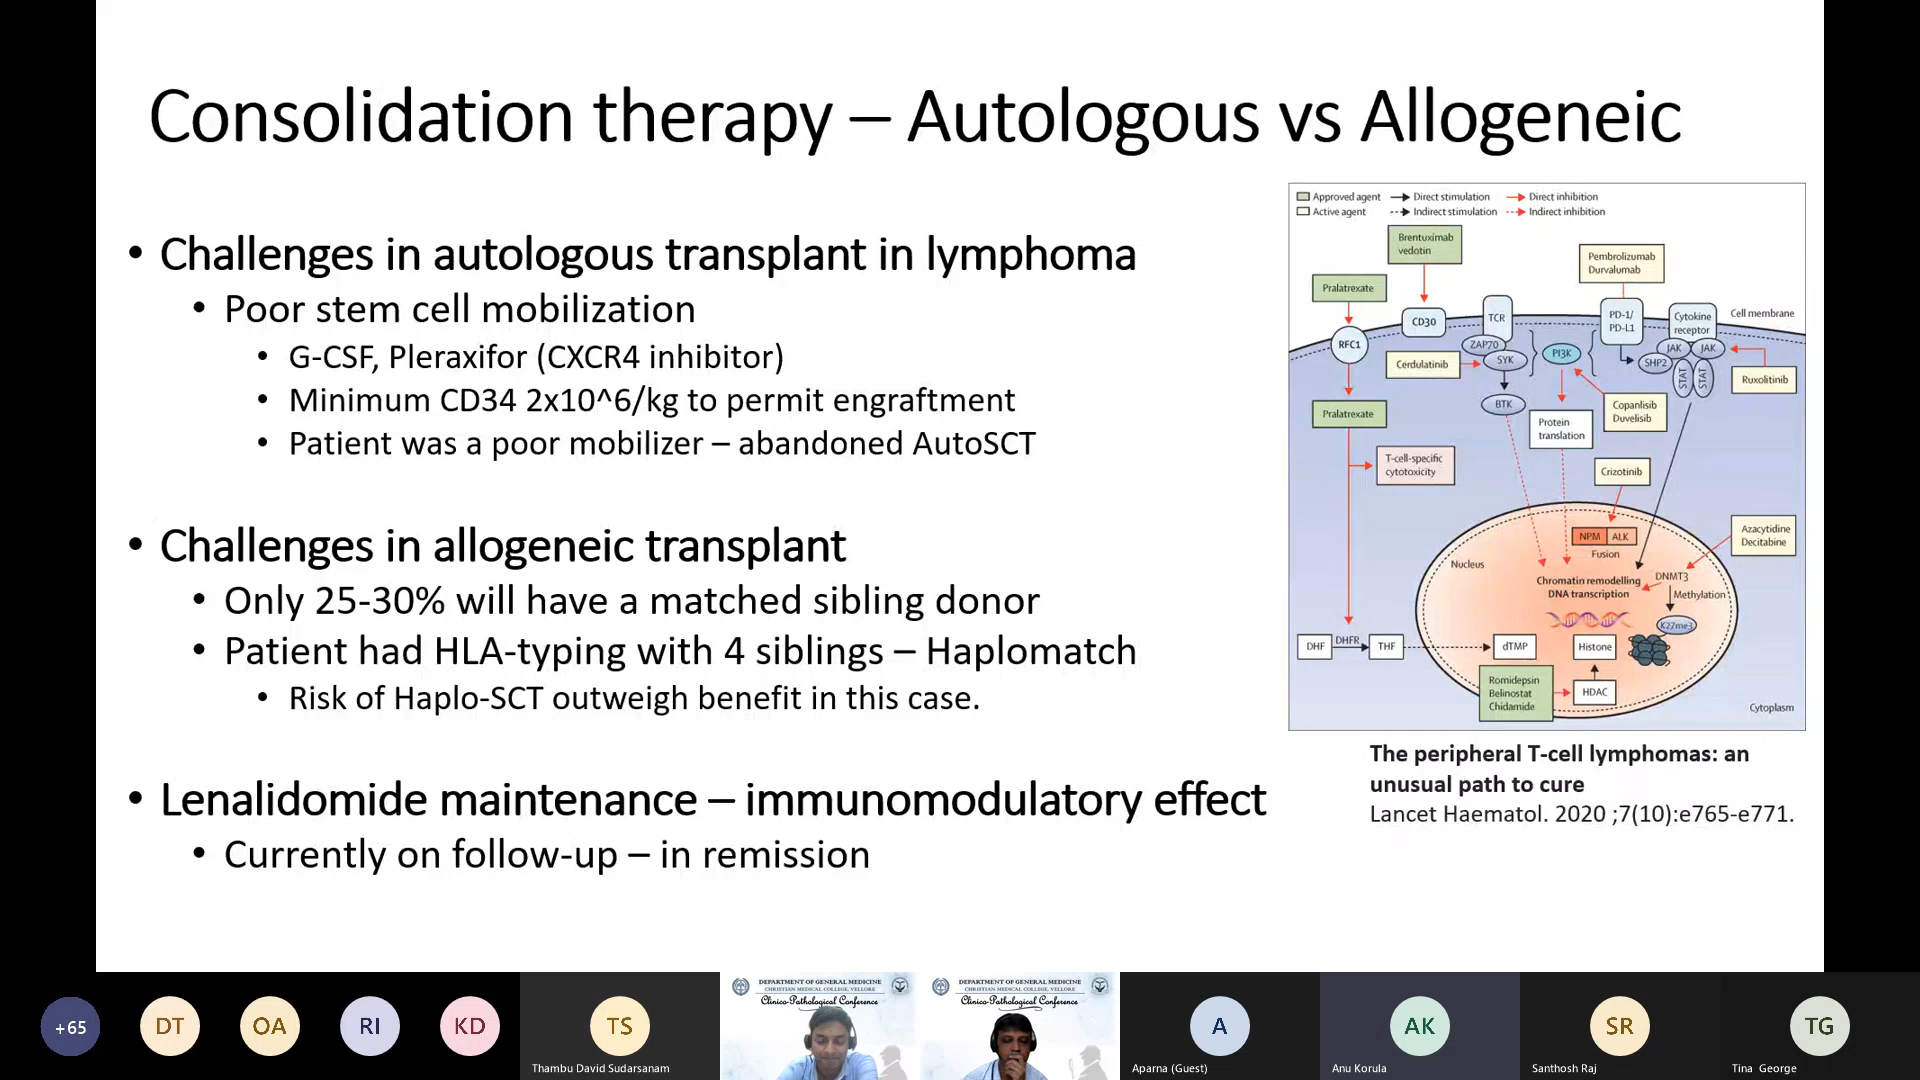 Consolidation therapy – Autologous vs Allogeneic
• Challenges in autologous transplant in lymphoma
• Poor stem cell mobilization
• G-CSF, Pleraxifor (CXCR4 inhibitor)
• Minimum CD34 2x10^6/kg to permit engraftment
• Patient was a poor mobilizer – abandoned AutoSCT
• Challenges in allogeneic transplant
• Only 25-30% will have a matched sibling donor
• Patient had HLA-typing with 4 siblings – Haplomatch
• Risk of Haplo-SCT outweigh benefit in this case.
• Lenalidomide maintenance – immunomodulatory effect
• Currently on follow-up – in remission
Approved agent
Direct stimulation
Direct inhibition
Active agent
Indirect stimulation
Indirect inhibition
Brentuximab
vedotin
Pembrolizumab
Durvalumab
Pralatrexate
CD30
TCR
PD-1/
PD-L1
Cytokine
receptor
Cell membrane
RFC1
ZAP70
SYK
PI3K
SHP2
JAK
JAK
STAT
STAT
Cerdulatinib
Ruxolitinib
BTK
Copanlisib
Duvelisib
Pralatrexate
Protein
translation
T-cell-specific
cytotoxicity
Crizotinib
NPM
ALK
Fusion
Azacytidine
Decitabine
Nucleus
Chromatin remodelling
DNA transcription
DNMT3
Methylation
K27me3
DHF
DHFR
THF
dTMP
Histone
Romidepsin
Belinostat
Chidamide
HDAC
Cytoplasm
The peripheral T-cell lymphomas: an
unusual path to cure
Lancet Haematol. 2020 ;7(10):e765-e771.
+65
DT
OA
RI
KD
TS
Thambu David Sudarsanam
DEPARTMENT OF GENERAL MEDICINE
CHRISTIAN MEDICAL COLLEGE, VELLORE
Clinico-Pathological Conference
DEPARTMENT OF GENERAL MEDICINE
CHRISTIAN MEDICAL COLLEGE, VELLORE
Clinico-Pathological Conference
A
Aparna (Guest)
AK
Anu Korula
SR
Santhosh Raj
TG
Tina George